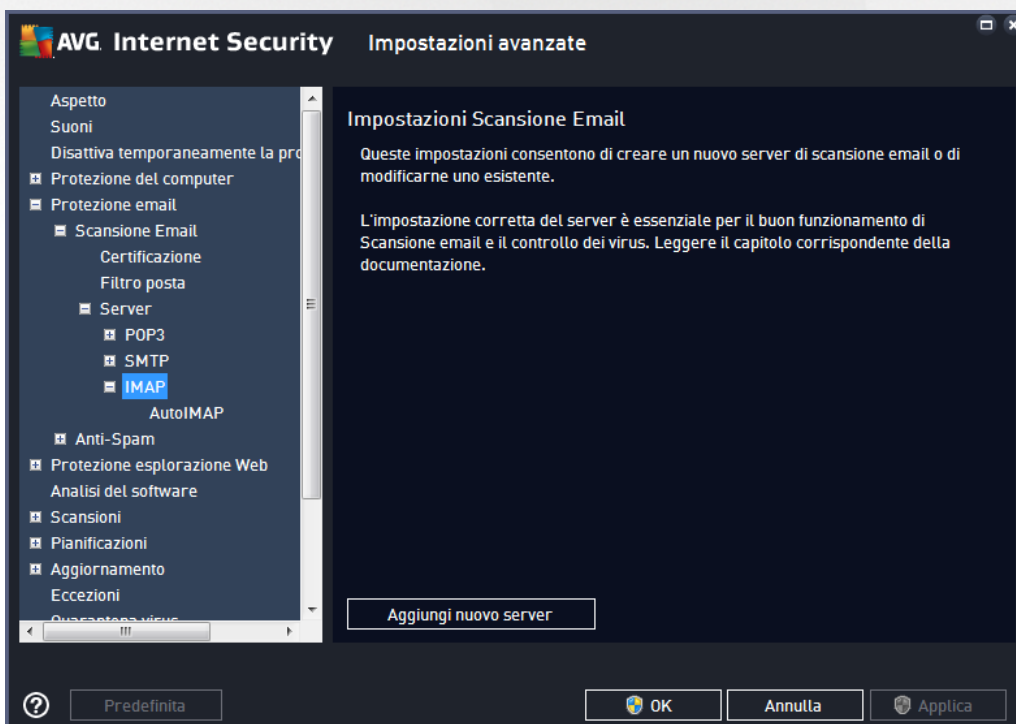 AVG. Internet Security Impostazioni avanzate
Aspetto
Suoni
Disattiva temporaneamente la pro
Protezione del computer
Protezione email
Scansione Email
Certificazione
Filtro posta
Server
POP3
SMTP
IMAP
AutoIMAP
Anti-Spam
Protezione esplorazione Web
Analisi del software
Scansioni
Pianificazioni
Aggiornamento
Eccezioni
Quarantena virus
Impostazioni Scansione Email
Queste impostazioni consentono di creare un nuovo server di scansione email o di
modificarne uno esistente.
L'impostazione corretta del server è essenziale per il buon funzionamento di
Scansione email e il controllo dei virus. Leggere il capitolo corrispondente della
documentazione.
Aggiungi nuovo server
Predefinita
OK
Annulla
Applica